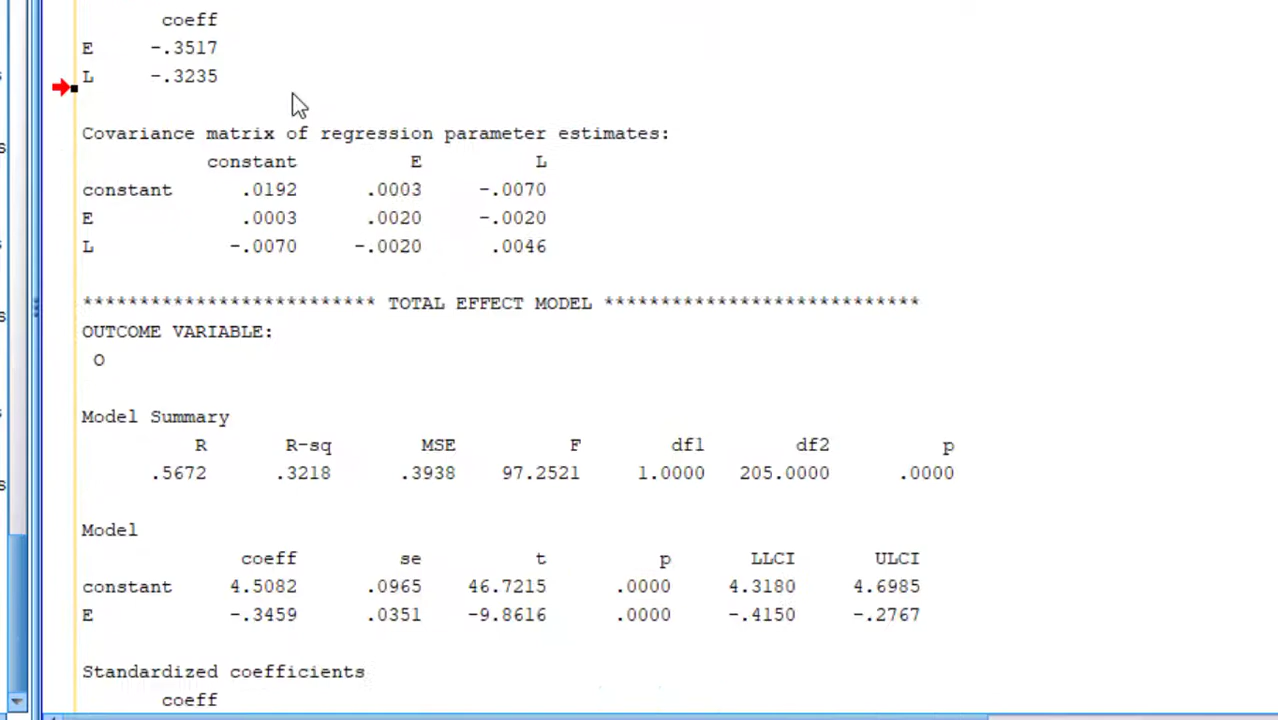 coeff
E -.3517
L -.3235
Covariance matrix of regression parameter estimates:
constant E L
constant .0192 .0003 -.0070
E .0003 .0020 -.0020
L -.0070 -.0020 .0046
************************** TOTAL EFFECT MODEL ****************************
OUTCOME VARIABLE:
O
Model Summary
R R-sq MSE F df1 df2 p
.5672 .3218 .3938 97.2521 1.0000 205.0000 .0000
Model
coeff se t p LLCI ULCI
constant 4.5082 .0965 46.7215 .0000 4.3180 4.6985
E -.3459 .0351 -9.8616 .0000 -.4150 -.2767
Standardized coefficients
coeff